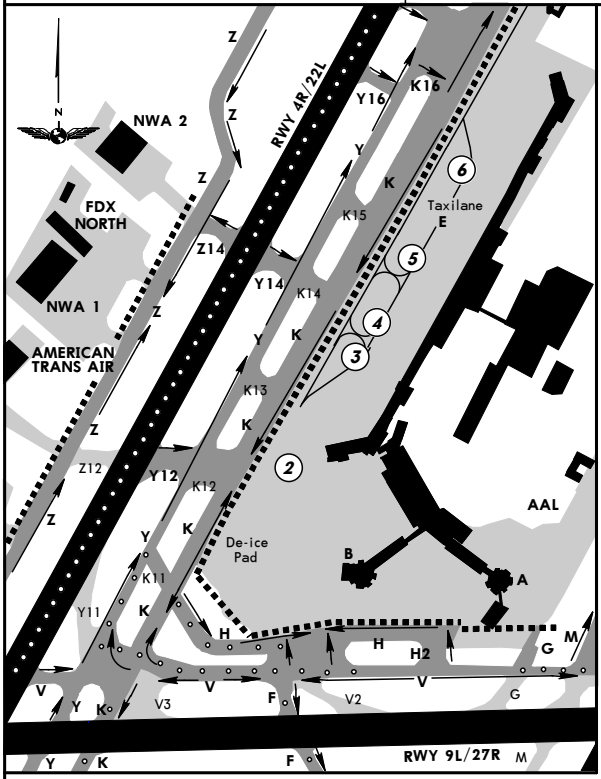 Z
RWY 4R/22L
Y16
K16
N
NWA 2
Z
Y
6
Z
K
Taxilane
E
FDX
NORTH
K15
Z14
5
Y14
K14
NWA 1
Z
4
Y
K
3
AMERICAN
TRANS AIR
K13
Z
K
2
Z12
Y12
K12
AAL
Z
K
Y
De-ice
Pad
B
A
K11
Y11
K
H
H
H2
G
M
V
V
V
Y
K
V3
F
V2
G
Y
K
F
RWY 9L/27R
M